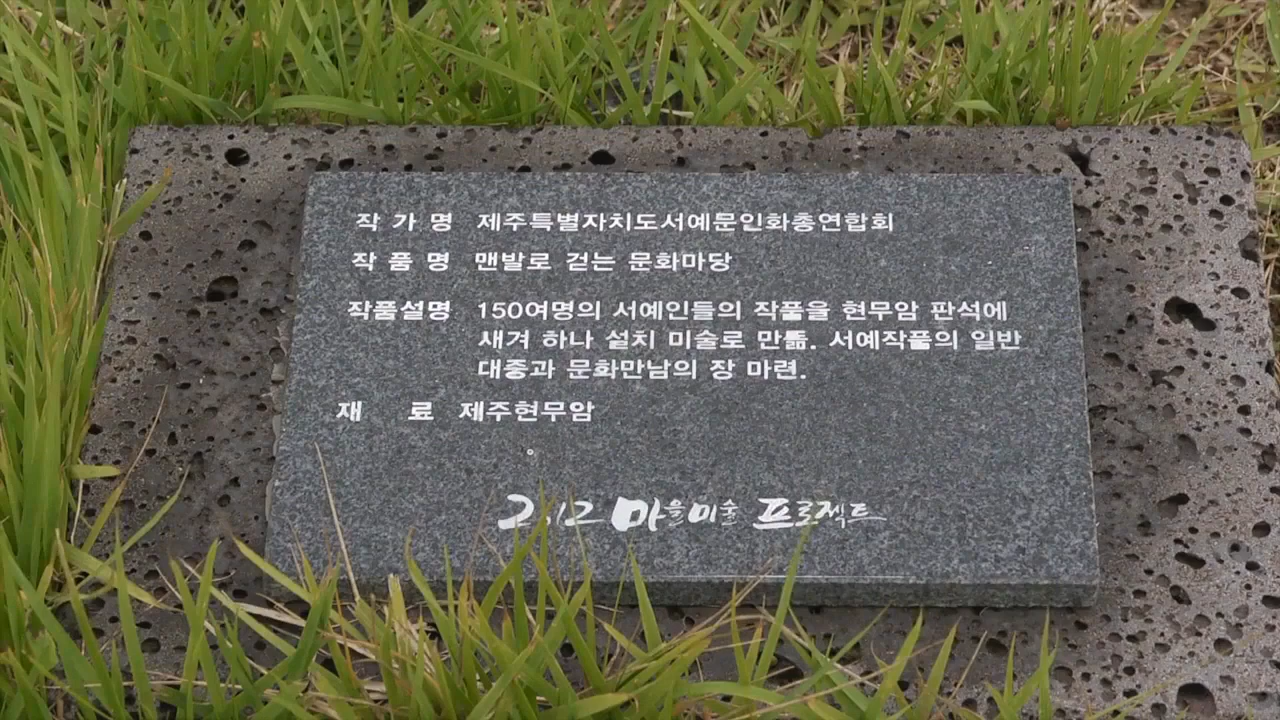 작 가 명 제주특별자치도서예문인화총연합회
작 품 명 맨발로 걷는 문화마당
작품설명 150여명의 서예인들의 작품을 현무암 판석에
새겨 하나 설치 미술로 만듦. 서예작품의 일반
대중과 문화만남의 장 마련.
재 료 제주현무암
2012 마을미술 프로젝트